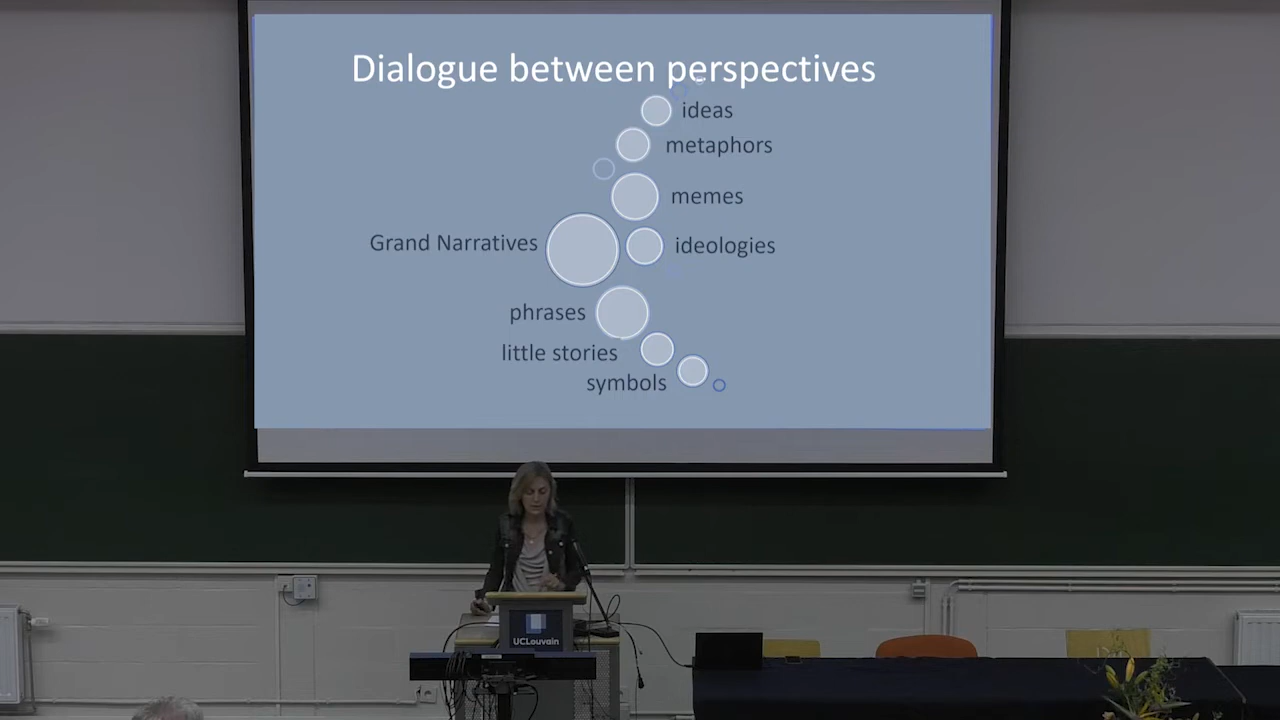 Dialogue between perspectives
ideas
metaphors
memes
Grand Narratives
ideologies
phrases
little stories
symbols
UCLouvain